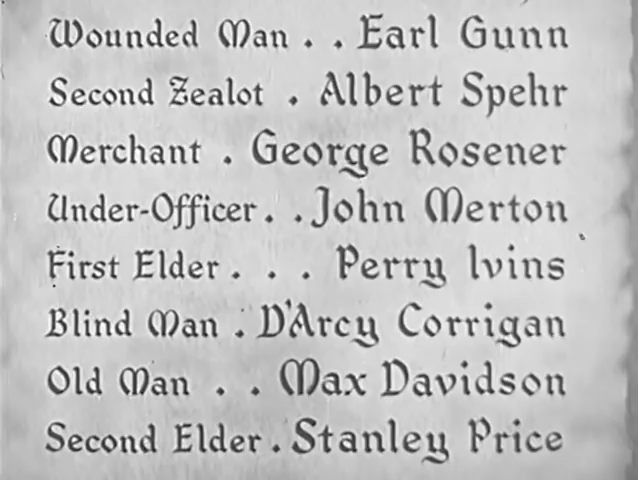 Wounded Man . . Earl Gunn
Second Zealot . Albert Spehr
Merchant . George Rosener
Under-Officer . . John Merton
First Elder . . . Perry Ivins
Blind Man . D'Arcy Corrigan
Old Man . . Max Davidson
Second Elder . Stanley Price